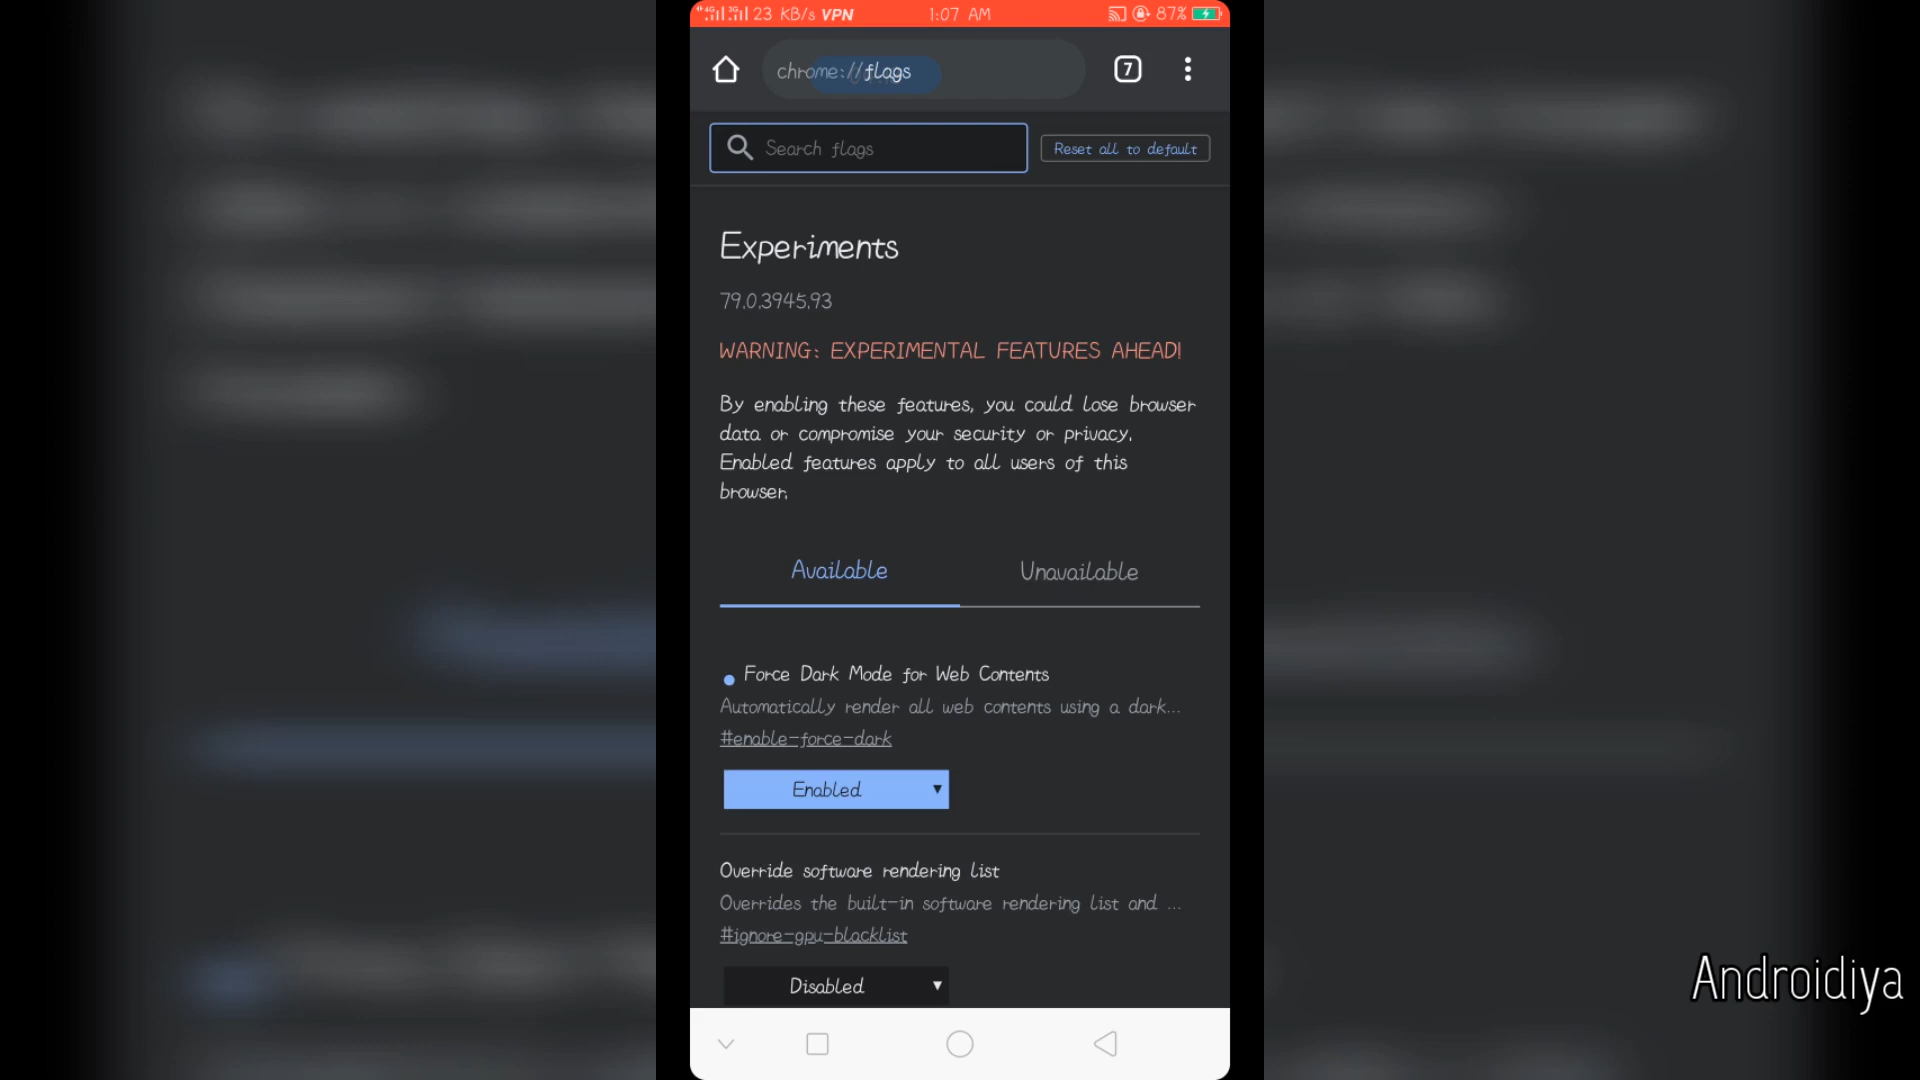 4G 3G 23 KB/s VPN 1:07 AM 87%
chrome://flags 7
Search flags Reset all to default
Experiments
79.0.3945.93
WARNING: EXPERIMENTAL FEATURES AHEAD!
By enabling these features, you could lose browser
data or compromise your security or privacy.
Enabled features apply to all users of this
browser.
Available Unavailable
Force Dark Mode for Web Contents
Automatically render all web contents using a dark...
#enable-force-dark
Enabled
Override software rendering list
Overrides the built-in software rendering list and ...
#ignore-gpu-blacklist
Disabled
Androidiya